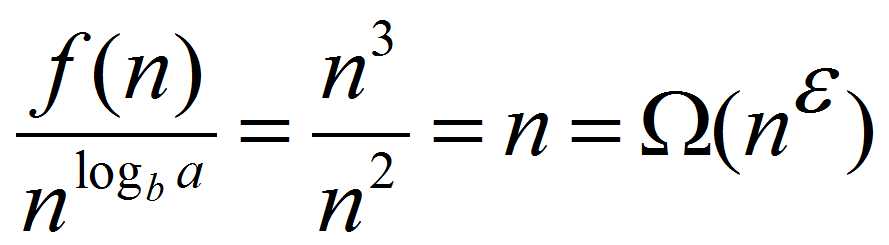 f(n) / n^{log_b a} = n^3 / n^2 = n = Ω(n^ε)